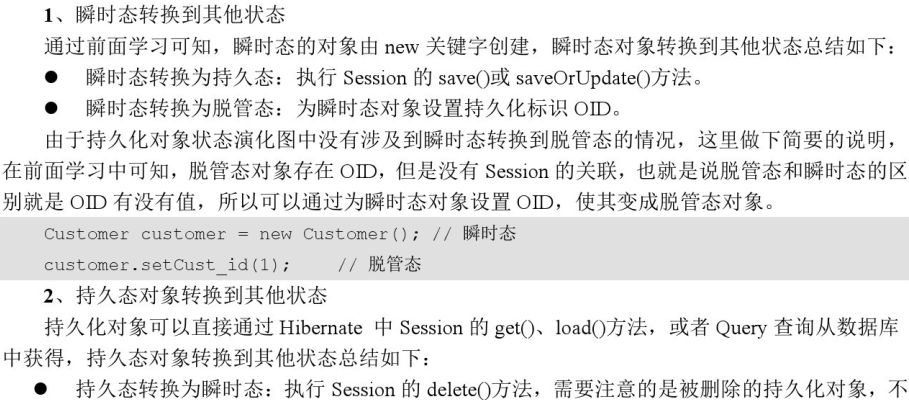 1、瞬时态转换到其他状态
通过前面学习可知，瞬时态的对象由 new 关键字创建，瞬时态对象转换到其他状态总结如下：
● 瞬时态转换为持久态：执行 Session 的 save()或 saveOrUpdate()方法。
● 瞬时态转换为脱管态：为瞬时态对象设置持久化标识 OID。
由于持久化对象状态演化图中没有涉及到瞬时态转换到脱管态的情况，这里做下简要的说明，
在前面学习中可知，脱管态对象存在 OID，但是没有 Session 的关联，也就是说脱管态和瞬时态的区
别就是 OID 有没有值，所以可以通过为瞬时态对象设置 OID，使其变成脱管态对象。
Customer customer = new Customer(); // 瞬时态
customer.setCust_id(1); // 脱管态
2、持久态对象转换到其他状态
持久化对象可以直接通过 Hibernate 中 Session 的 get()、load()方法，或者 Query 查询从数据库
中获得，持久态对象转换到其他状态总结如下：
● 持久态转换为瞬时态：执行 Session 的 delete()方法，需要注意的是被删除的持久化对象，不